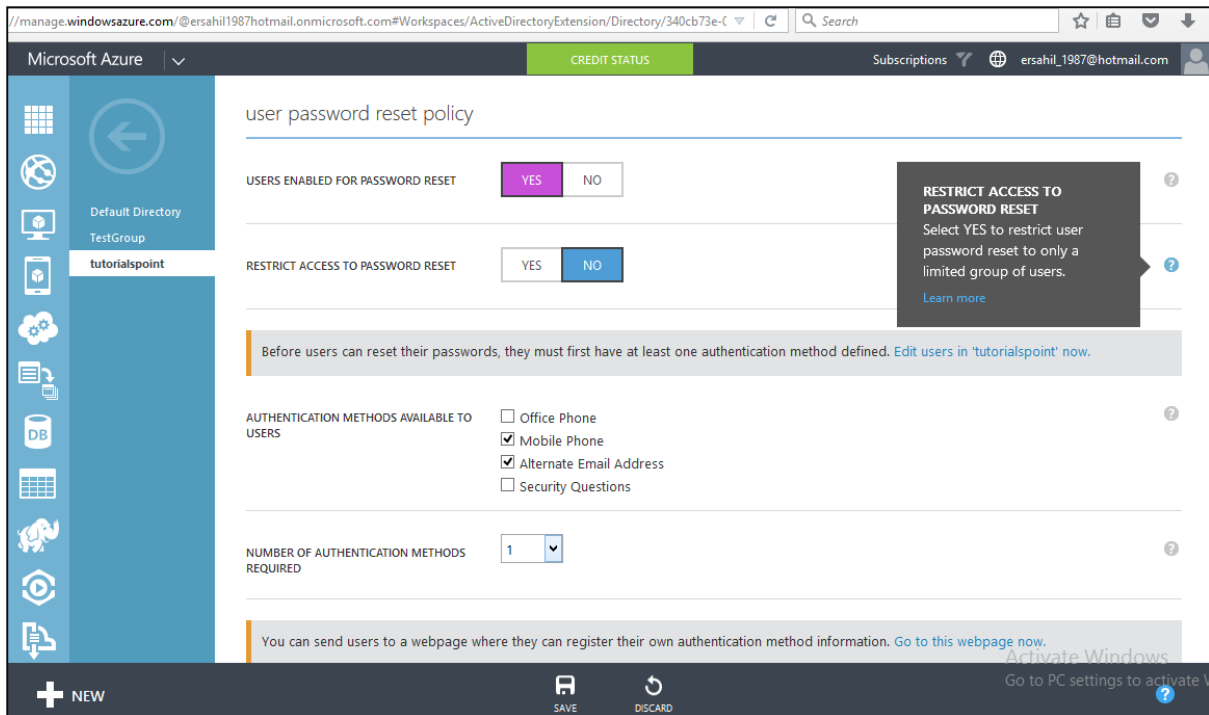 //manage.windowsazure.com/@ersahil1987hotmail.onmicrosoft.com#Workspaces/ActiveDirectoryExtension/Directory/340cb73e-0
Search
Microsoft Azure
CREDIT STATUS
Subscriptions
ersahil_1987@hotmail.com
Default Directory
TestGroup
tutorialspoint
DB
user password reset policy
USERS ENABLED FOR PASSWORD RESET
YES NO
RESTRICT ACCESS TO PASSWORD RESET
YES NO
RESTRICT ACCESS TO
PASSWORD RESET
Select YES to restrict user
password reset to only a
limited group of users.
Learn more
?
?
Before users can reset their passwords, they must first have at least one authentication method defined. Edit users in 'tutorialspoint' now.
AUTHENTICATION METHODS AVAILABLE TO
USERS
Office Phone
Mobile Phone
Alternate Email Address
Security Questions
?
NUMBER OF AUTHENTICATION METHODS
REQUIRED
1
?
You can send users to a webpage where they can register their own authentication method information. Go to this webpage now.
Activate Windows
Go to PC settings to activate W
NEW
SAVE
DISCARD
?